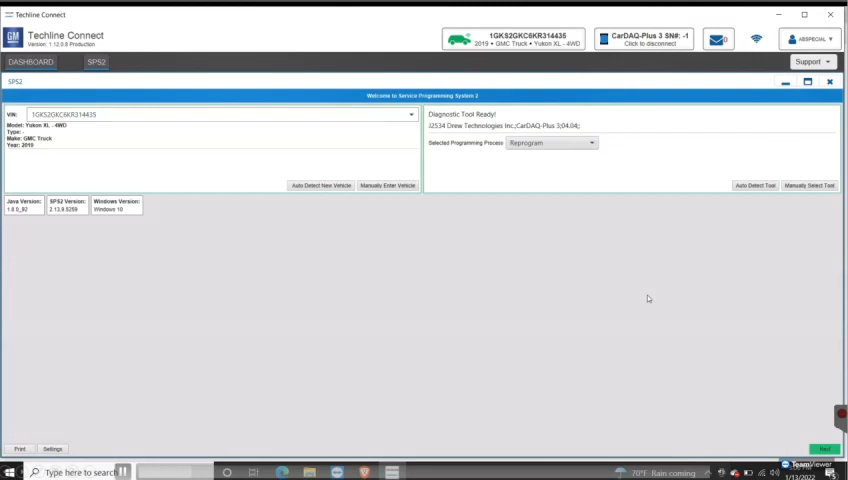 Techline Connect
GM
Techline Connect
Version: 1.12.0.8 Production
1GKS2GKC6KR314435
2019 • GMC Truck • Yukon XL - 4WD
CarDAQ-Plus 3 SN#: -1
Click to disconnect
ABSPECIAL
DASHBOARD
SPS2
Support
SPS2
Welcome to Service Programming System 2
VIN:
1GKS2GKC6KR314435
Model: Yukon XL - 4WD
Type: -
Make: GMC Truck
Year: 2019
Auto Detect New Vehicle
Manually Enter Vehicle
Diagnostic Tool Ready!
J2534 Drew Technologies Inc.;CarDAQ-Plus 3;04.04;;
Selected Programming Process
Reprogram
Auto Detect Tool
Manually Select Tool
Java Version:
1.8.0_92
SPS2 Version:
2.13.9.5259
Windows Version:
Windows 10
Print
Settings
TeamViewer
Type here to search
70°F Rain coming
1/13/2022